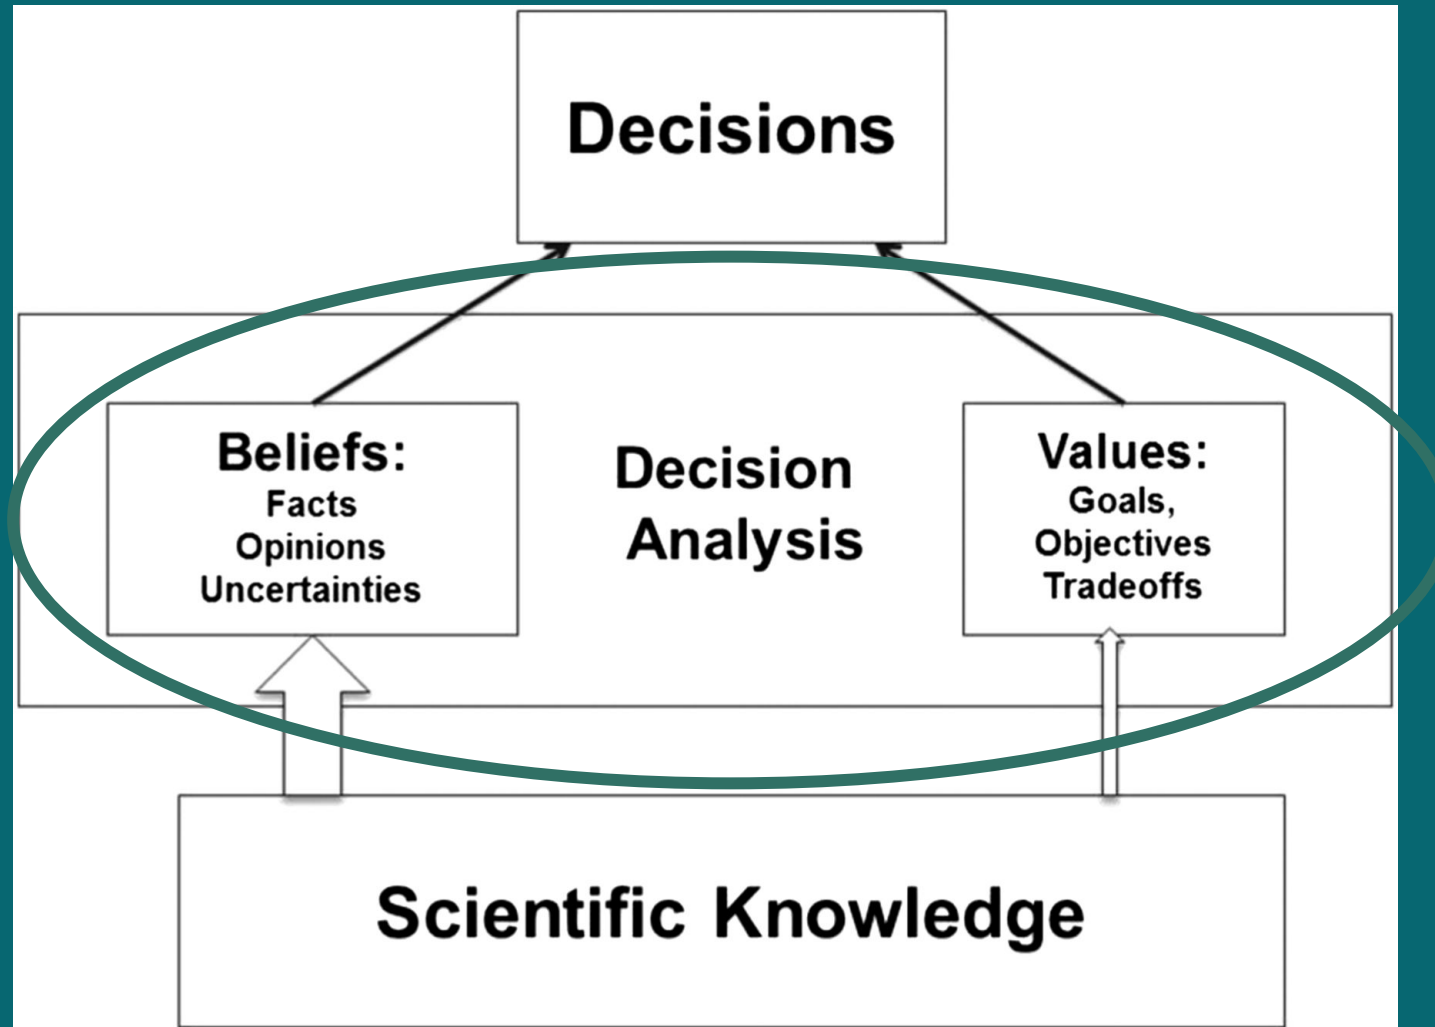 Decisions
Beliefs:
Facts
Opinions
Uncertainties
Decision
Analysis
Values:
Goals,
Objectives
Tradeoffs
Scientific Knowledge